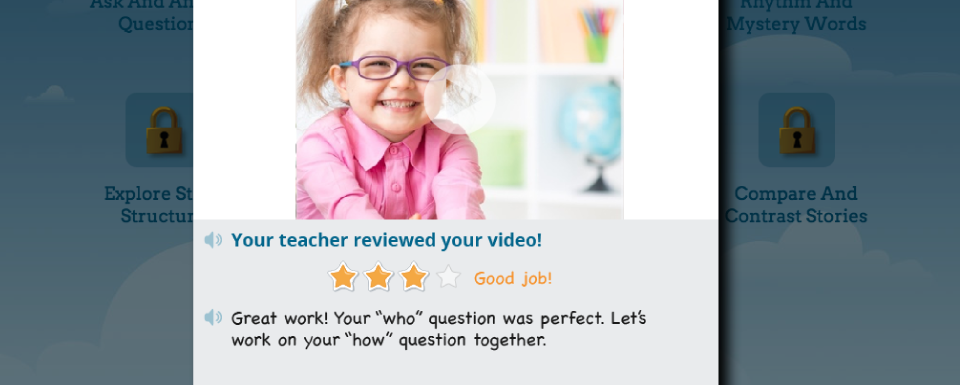 Ask And An
Question
Rhythm And
Mystery Words
Explore St
Structur
Compare And
Contrast Stories
Your teacher reviewed your video!
Good job!
Great work! Your “who” question was perfect. Let’s
work on your “how” question together.